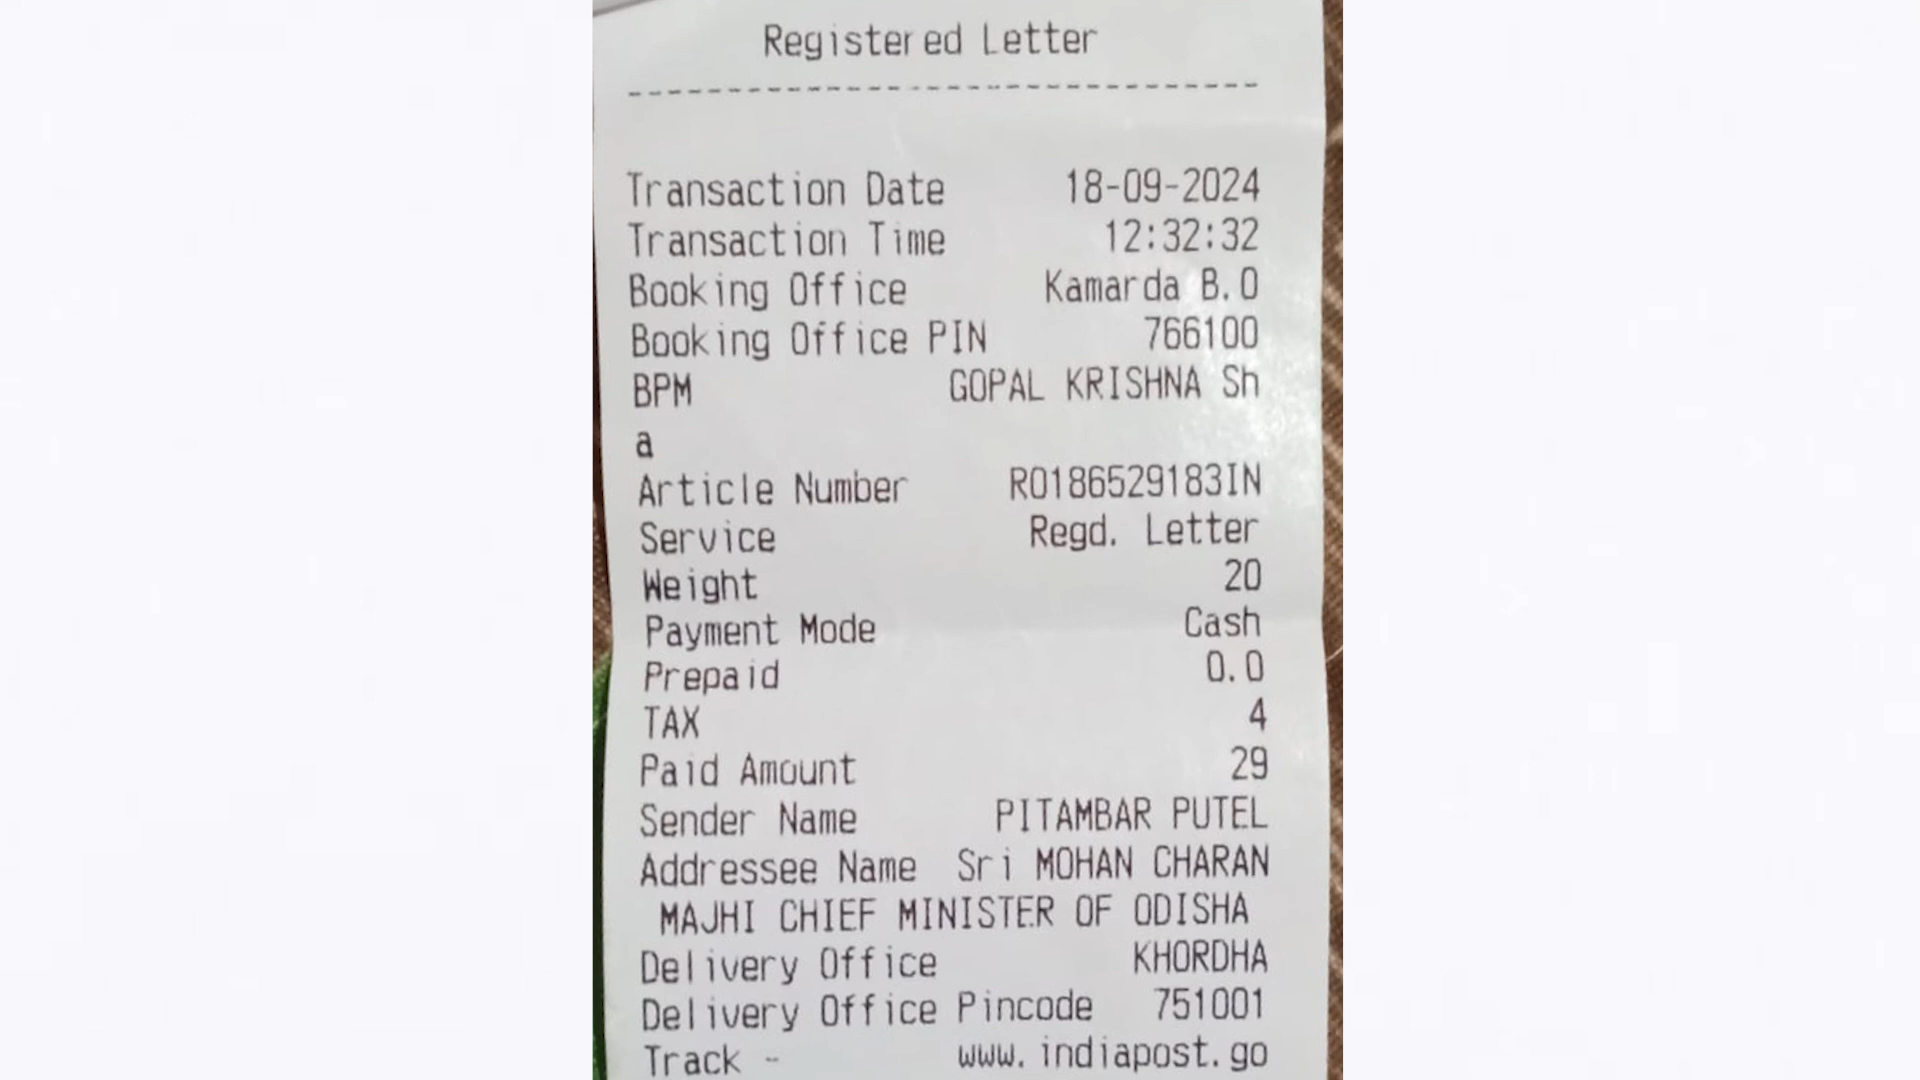 Registered Letter
--------------------------------
Transaction Date 18-09-2024
Transaction Time 12:32:32
Booking Office Kamarda B.O
Booking Office PIN 766100
BPM GOPAL KRISHNA Sh
a
Article Number RO186529183IN
Service Regd. Letter
Weight 20
Payment Mode Cash
Prepaid 0.0
TAX 4
Paid Amount 29
Sender Name PITAMBAR PUTEL
Addressee Name Sri MOHAN CHARAN
MAJHI CHIEF MINISTER OF ODISHA
Delivery Office KHORDHA
Delivery Office Pincode 751001
Track - www.indiapost.go